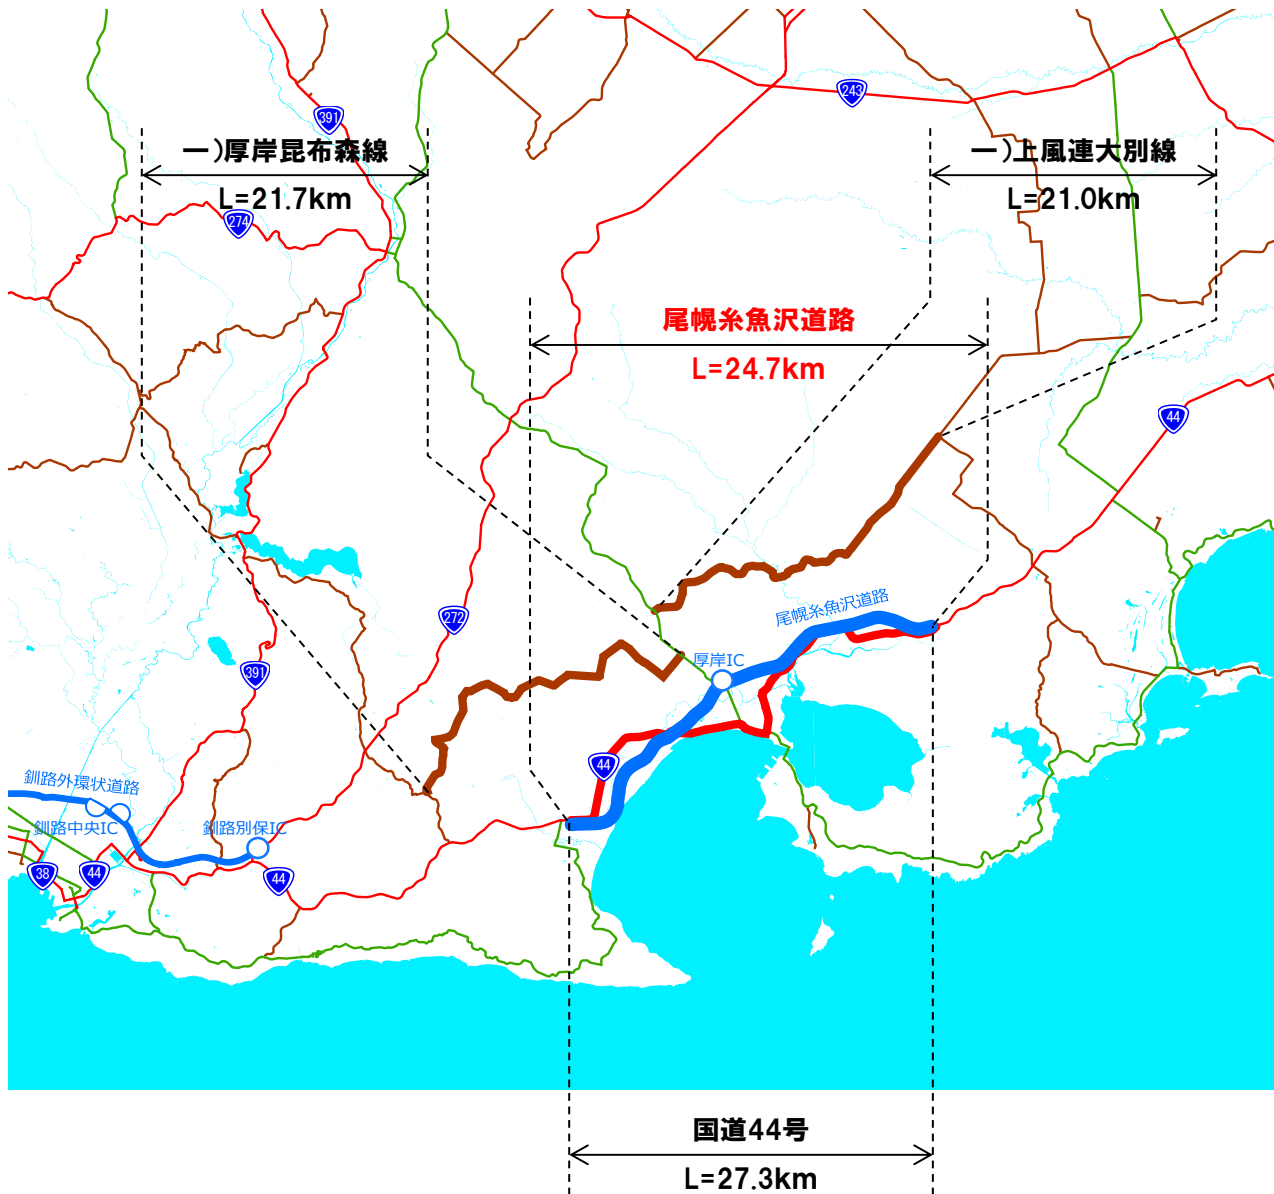 243
391
一)厚岸昆布森線
L=21.7km
一)上風連大別線
L=21.0km
274
尾幌糸魚沢道路
L=24.7km
44
尾幌糸魚沢道路
272
厚岸IC
391
44
釧路外環状道路
釧路中央IC
釧路別保IC
38
44
44
国道44号
L=27.3km